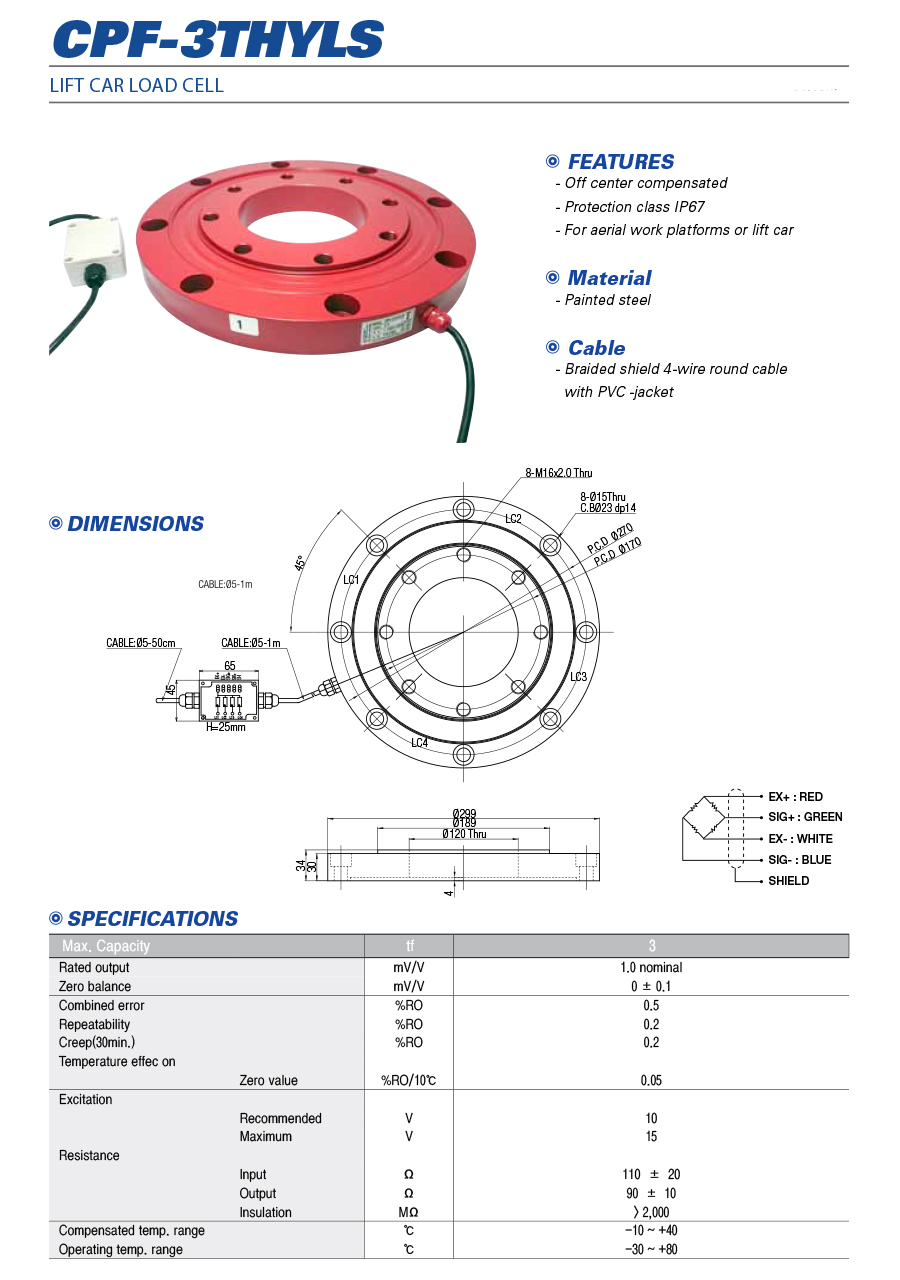 CPF-3THYLS
LIFT CAR LOAD CELL
FEATURES
- Off center compensated
- Protection class IP67
- For aerial work platforms or lift car
Material
- Painted steel
Cable
- Braided shield 4-wire round cable
with PVC -jacket
1
DIMENSIONS
8-M16x2.0 Thru
8-Ø15Thru
C.BØ23 dp14
P.C.D Ø270
P.C.D Ø170
LC2
LC1
LC3
LC4
45°
CABLE:Ø5-1m
CABLE:Ø5-50cm
CABLE:Ø5-1m
65
45
H=25mm
Ø299
Ø189
Ø120 Thru
34
30
4
EX+ : RED
SIG+ : GREEN
EX- : WHITE
SIG- : BLUE
SHIELD
SPECIFICATIONS
Max. Capacity tf 3
Rated output mV/V 1.0 nominal
Zero balance mV/V 0 ± 0.1
Combined error %RO 0.5
Repeatability %RO 0.2
Creep(30min.) %RO 0.2
Temperature effec on
Zero value %RO/10℃ 0.05
Excitation
Recommended V 10
Maximum V 15
Resistance
Input Ω 110 ± 20
Output Ω 90 ± 10
Insulation MΩ 〉2,000
Compensated temp. range ℃ −10 ~ +40
Operating temp. range ℃ −30 ~ +80